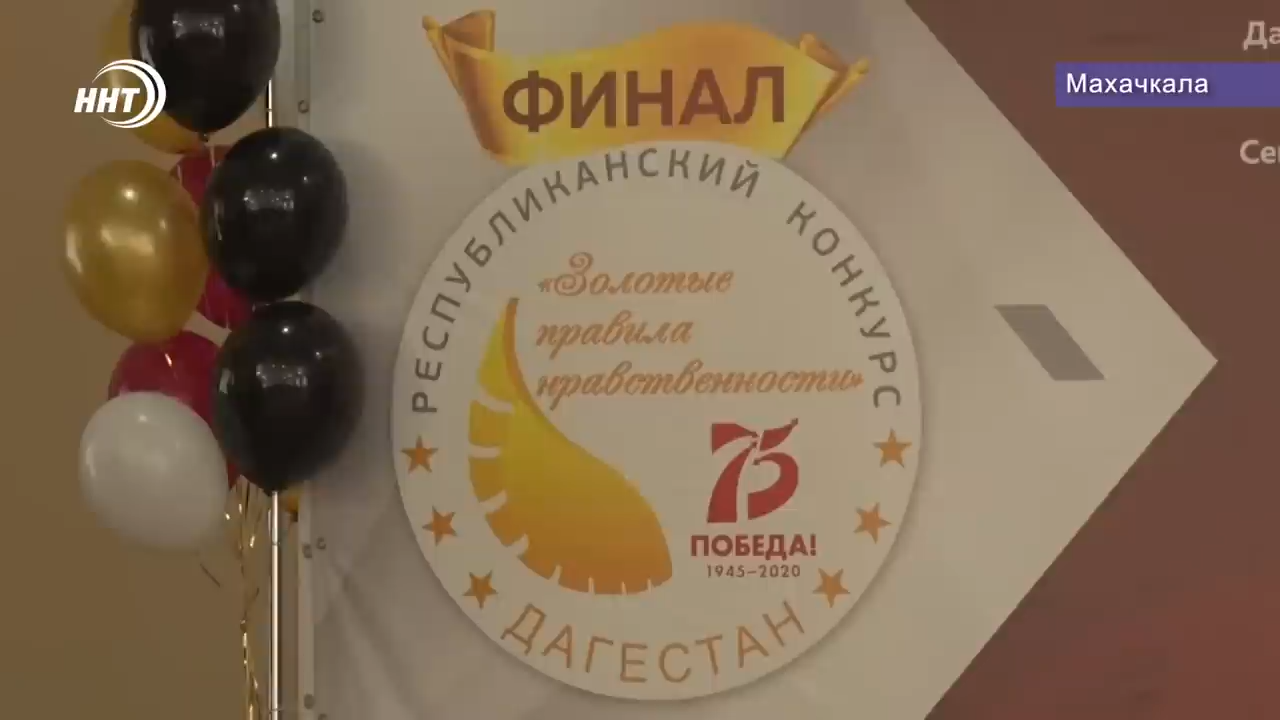 ННТ
Махачкала
ФИНАЛ
РЕСПУБЛИКАНСКИЙ КОНКУРС
«Золотые
правила
нравственности»
75
ПОБЕДА!
1945–2020
ДАГЕСТАН